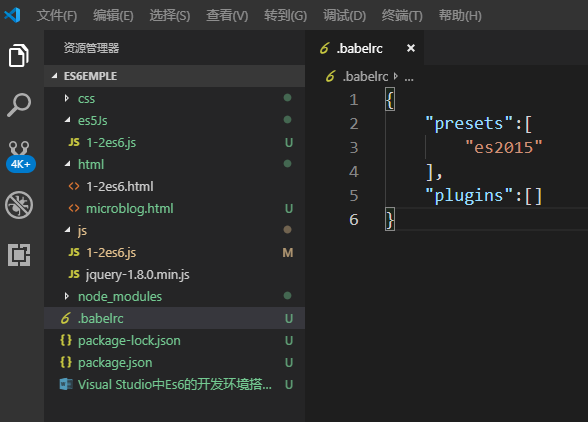 文件(F) 编辑(E) 选择(S) 查看(V) 转到(G) 调试(D) 终端(T) 帮助(H)
资源管理器
ES6EMPLE
css
es5Js
JS 1-2es6.js U
html
<> 1-2es6.html
<> microblog.html U
js
JS 1-2es6.js M
JS jquery-1.8.0.min.js
node_modules
.babelrc U
{} package-lock.json U
{} package.json U
Visual Studio中Es6的开发环境搭... U
4K+
.babelrc ×
.babelrc ...
1 {
2 "presets":[
3 "es2015"
4 ],
5 "plugins":[]
6 }